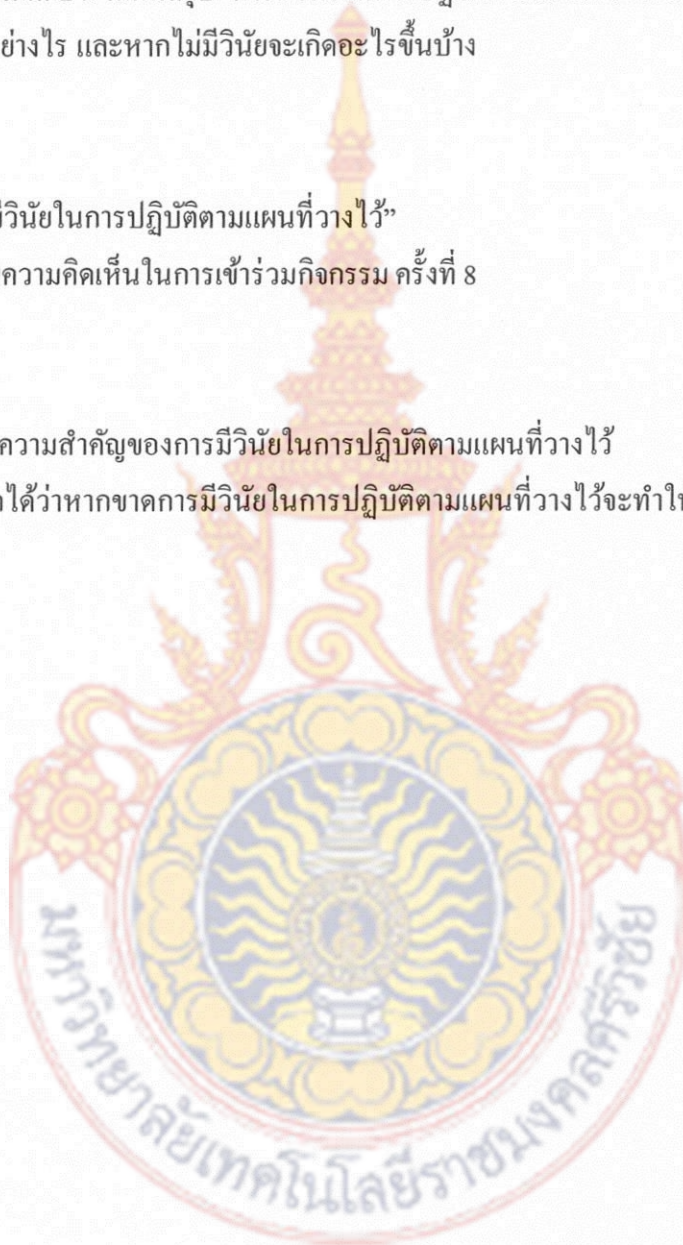 ย่างไร และหากไม่มีวินัยจะเกิดอะไรขึ้นบ้าง
มีวินัยในการปฏิบัติตามแผนที่วางไว้”
ความคิดเห็นในการเข้าร่วมกิจกรรม ครั้งที่ 8
ความสำคัญของการมีวินัยในการปฏิบัติตามแผนที่วางไว้
ได้ว่าหากขาดการมีวินัยในการปฏิบัติตามแผนที่วางไว้จะทำให้
มหาวิทยาลัยเทคโนโลยีราชมงคลศรีวิชัย